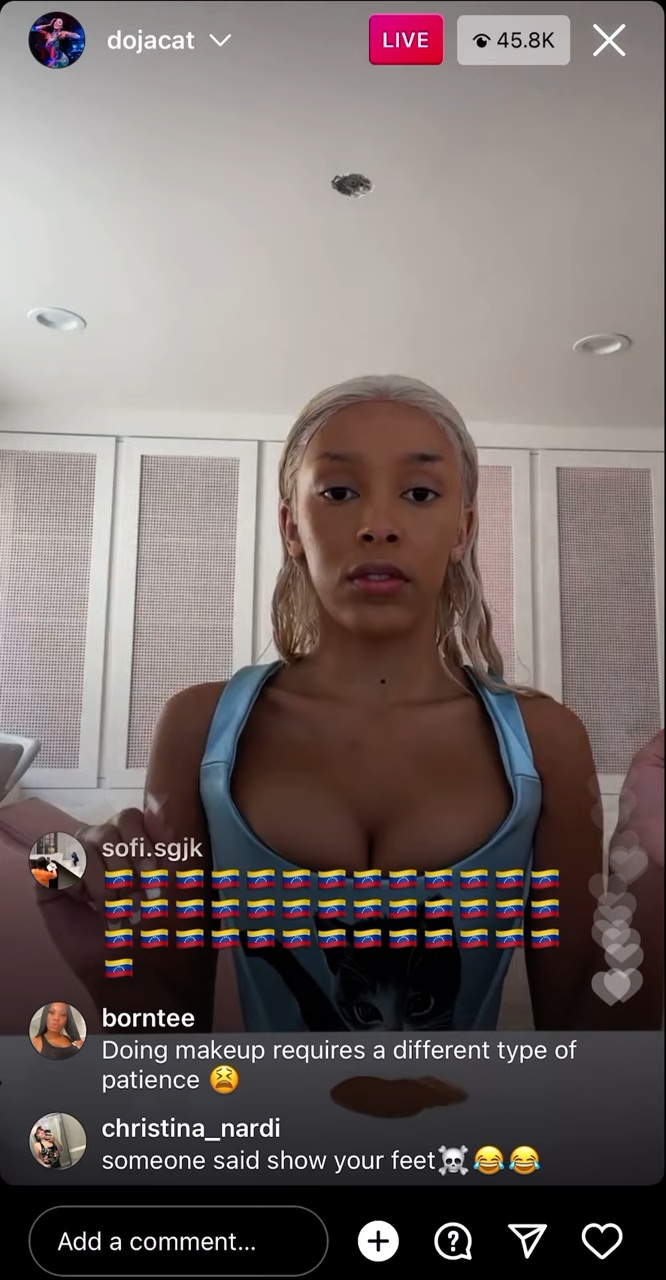 dojacat
LIVE
45.8K
sofi.sgjk
🇻🇪🇻🇪🇻🇪🇻🇪🇻🇪🇻🇪🇻🇪🇻🇪🇻🇪🇻🇪🇻🇪🇻🇪🇻🇪
🇻🇪🇻🇪🇻🇪🇻🇪🇻🇪🇻🇪🇻🇪🇻🇪🇻🇪🇻🇪🇻🇪🇻🇪🇻🇪
🇻🇪🇻🇪🇻🇪🇻🇪🇻🇪🇻🇪🇻🇪🇻🇪🇻🇪🇻🇪🇻🇪🇻🇪🇻🇪
🇻🇪
borntee
Doing makeup requires a different type of
patience 😫
christina_nardi
someone said show your feet☠️😂😂
Add a comment...